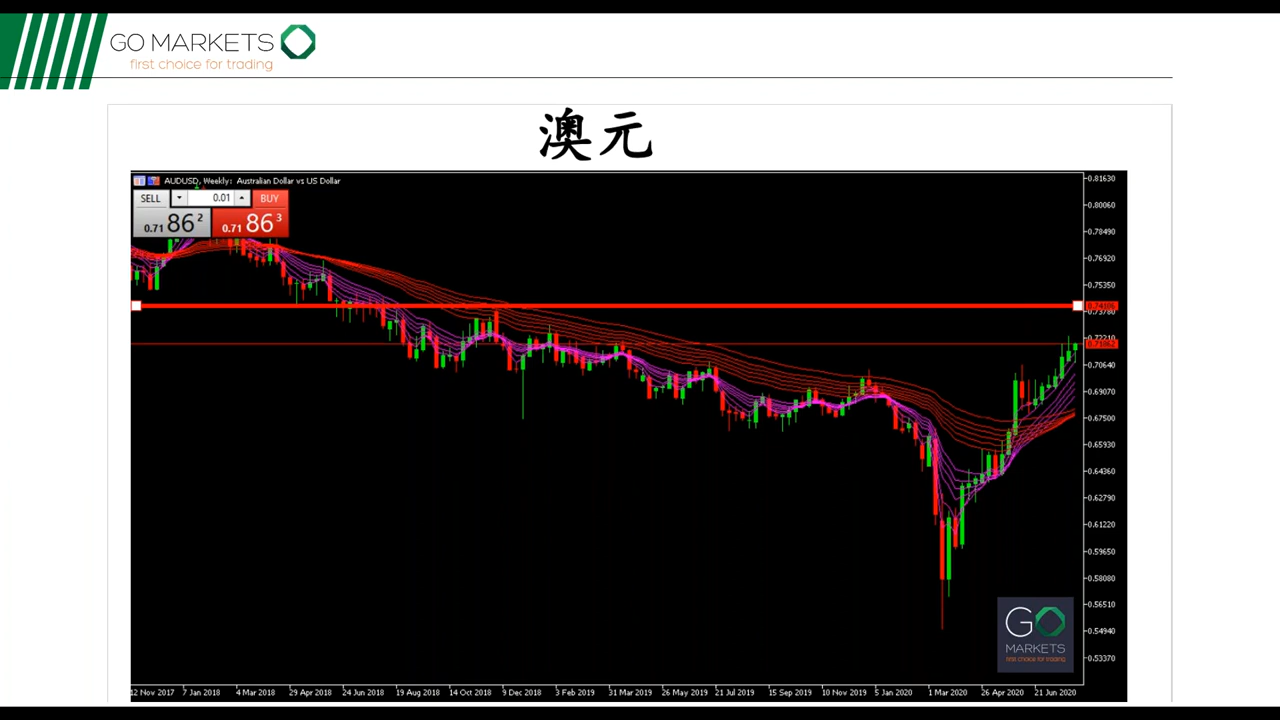 GO MARKETS
first choice for trading
澳元
AUDUSD, Weekly: Australian Dollar vs US Dollar
SELL 0.01 BUY
0.71 86 2 0.71 86 3
0.81630
0.80060
0.78490
0.76920
0.75350
0.73780
0.72210
0.70640
0.69070
0.67500
0.65930
0.64360
0.62790
0.61220
0.59650
0.58080
0.56510
0.54940
0.53370
GO
MARKETS
first choice for trading
12 Nov 2017 7 Jan 2018 4 Mar 2018 29 Apr 2018 24 Jun 2018 19 Aug 2018 14 Oct 2018 9 Dec 2018 3 Feb 2019 31 Mar 2019 26 May 2019 21 Jul 2019 15 Sep 2019 10 Nov 2019 5 Jan 2020 1 Mar 2020 26 Apr 2020 21 Jun 2020